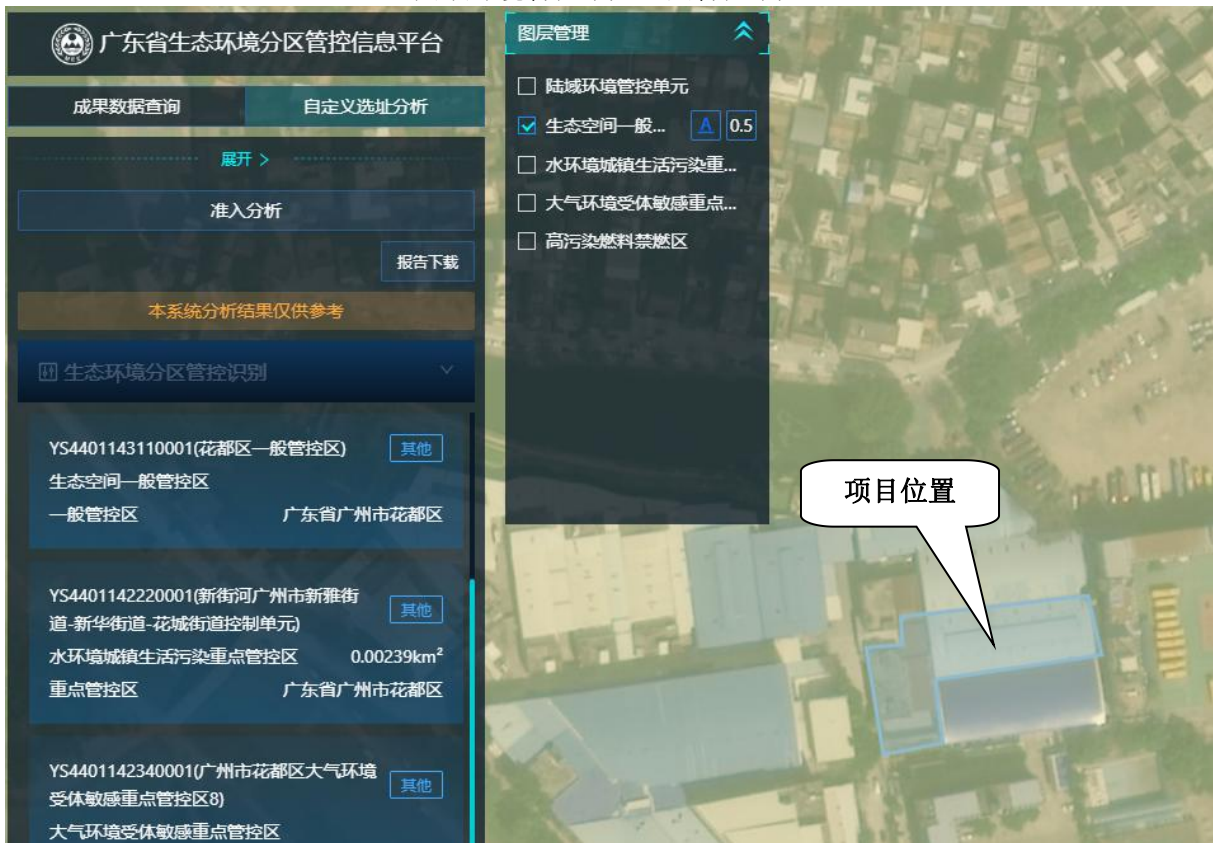 广东省生态环境分区管控信息平台
成果数据查询
自定义选址分析
展开 >
准入分析
报告下载
本系统分析结果仅供参考
生态环境分区管控识别
YS4401143110001(花都区一般管控区)
其他
生态空间一般管控区
一般管控区
广东省广州市花都区
YS4401142220001(新街河广州市新雅街
道-新华街道-花城街道控制单元)
其他
水环境城镇生活污染重点管控区
0.00239km²
重点管控区
广东省广州市花都区
YS4401142340001(广州市花都区大气环境
受体敏感重点管控区8)
其他
大气环境受体敏感重点管控区
图层管理
陆域环境管控单元
生态空间一般...
A
0.5
水环境城镇生活污染重...
大气环境受体敏感重点...
高污染燃料禁燃区
项目位置